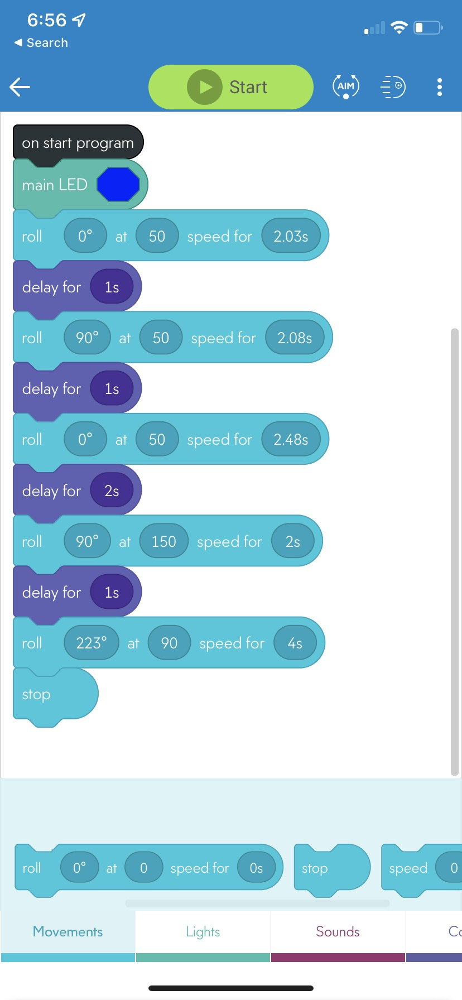 6:56
◀ Search
Start
AIM
on start program
main LED
roll 0° at 50 speed for 2.03s
delay for 1s
roll 90° at 50 speed for 2.08s
delay for 1s
roll 0° at 50 speed for 2.48s
delay for 2s
roll 90° at 150 speed for 2s
delay for 1s
roll 223° at 90 speed for 4s
stop
roll 0° at 0 speed for 0s stop speed 0
Movements Lights Sounds